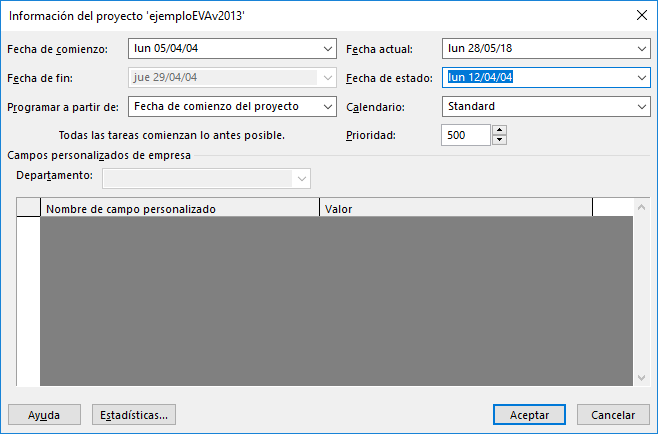 Información del proyecto 'ejemploEVAv2013'
Fecha de comienzo: lun 05/04/04 Fecha actual: lun 28/05/18
Fecha de fin: jue 29/04/04 Fecha de estado: lun 12/04/04
Programar a partir de: Fecha de comienzo del proyecto Calendario: Standard
Todas las tareas comienzan lo antes posible. Prioridad: 500
Campos personalizados de empresa
Departamento:
Nombre de campo personalizado Valor
Ayuda Estadísticas... Aceptar Cancelar